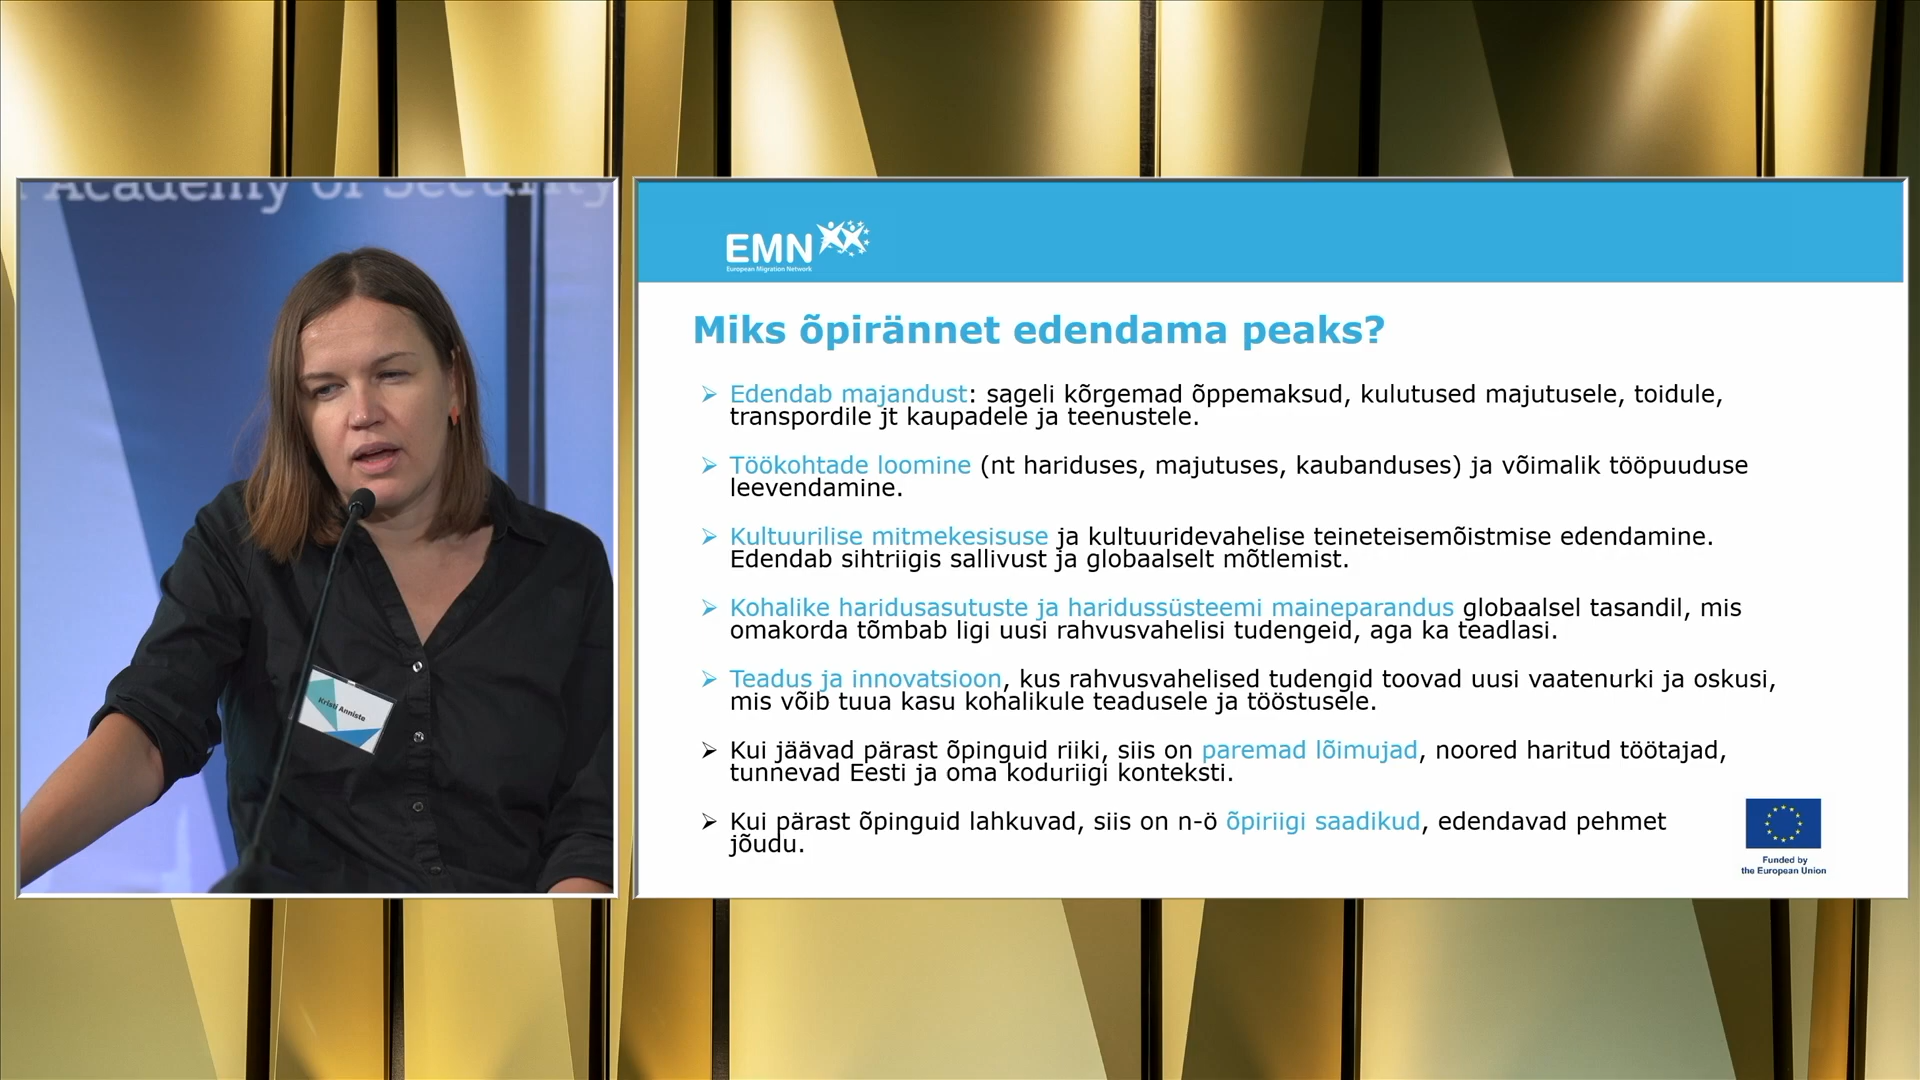 Academy of Security
Kristi Anniste
EMN
European Migration Network
Miks õpirännet edendama peaks?
➢ Edendab majandust: sageli kõrgemad õppemaksud, kulutused majutusele, toidule,
transpordile jt kaupadele ja teenustele.
➢ Töökohtade loomine (nt hariduses, majutuses, kaubanduses) ja võimalik tööpuuduse
leevendamine.
➢ Kultuurilise mitmekesisuse ja kultuuridevahelise teineteisemõistmise edendamine.
Edendab sihtriigis sallivust ja globaalselt mõtlemist.
➢ Kohalike haridusasutuste ja haridussüsteemi maineparandus globaalsel tasandil, mis
omakorda tõmbab ligi uusi rahvusvahelisi tudengeid, aga ka teadlasi.
➢ Teadus ja innovatsioon, kus rahvusvahelised tudengid toovad uusi vaatenurki ja oskusi,
mis võib tuua kasu kohalikule teadusele ja tööstusele.
➢ Kui jäävad pärast õpinguid riiki, siis on paremad lõimujad, noored haritud töötajad,
tunnevad Eesti ja oma koduriigi konteksti.
➢ Kui pärast õpinguid lahkuvad, siis on n-ö õpiriigi saadikud, edendavad pehmet
jõudu.
Funded by
the European Union